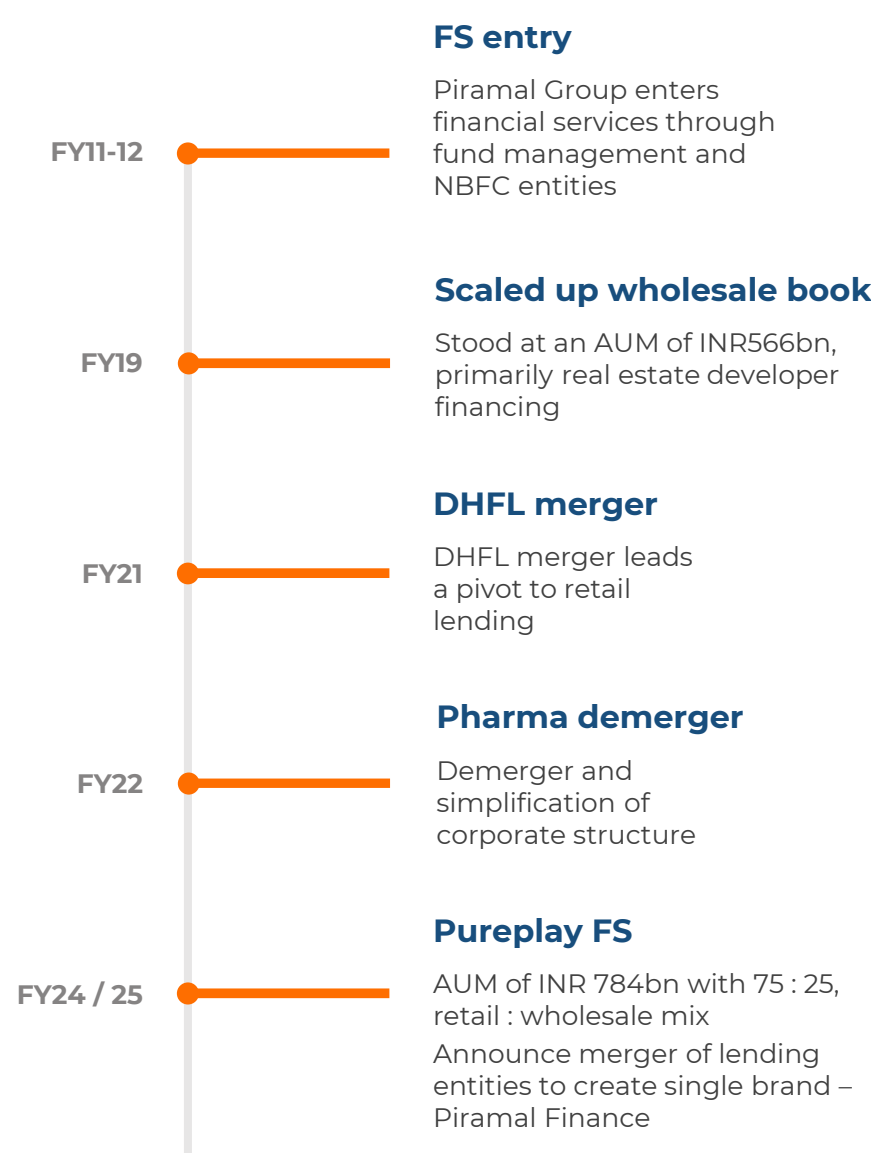 FS entry
Piramal Group enters
financial services through
fund management and
NBFC entities
FY11-12
Scaled up wholesale book
Stood at an AUM of INR566bn,
primarily real estate developer
financing
FY19
DHFL merger
DHFL merger leads
a pivot to retail
lending
FY21
Pharma demerger
Demerger and
simplification of
corporate structure
FY22
Pureplay FS
AUM of INR 784bn with 75 : 25,
retail : wholesale mix
Announce merger of lending
entities to create single brand –
Piramal Finance
FY24 / 25